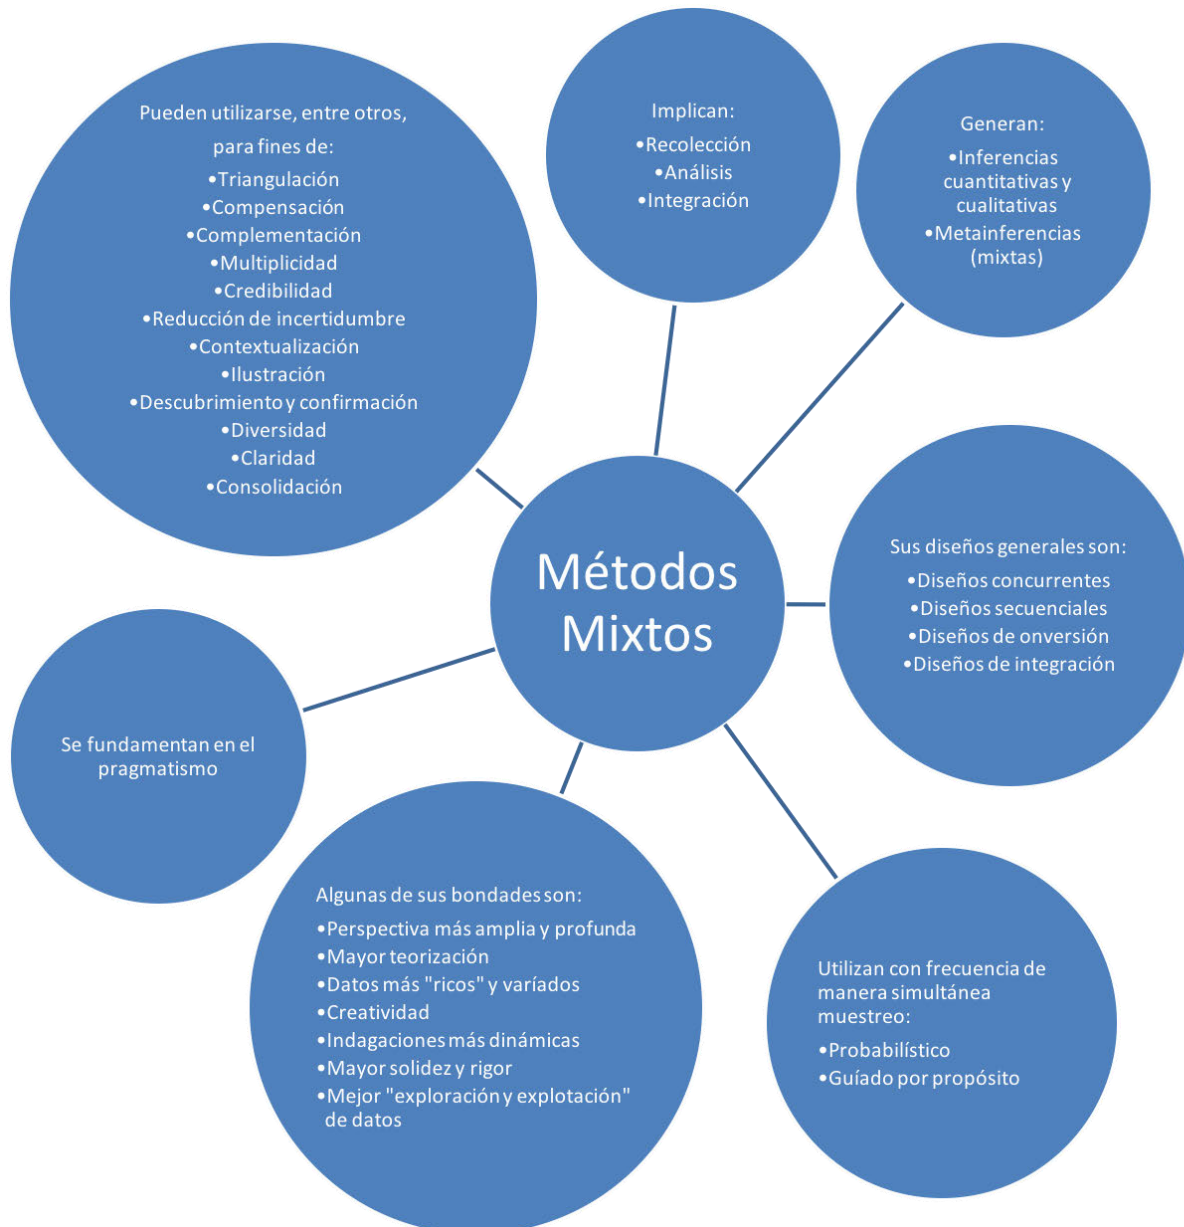 Pueden utilizarse, entre otros,
para fines de:
•Triangulación
•Compensación
•Complementación
•Multiplicidad
•Credibilidad
•Reducción de incertidumbre
•Contextualización
•Ilustración
•Descubrimiento y confirmación
•Diversidad
•Claridad
•Consolidación
Implican:
•Recolección
•Análisis
•Integración
Generan:
•Inferencias
cuantitativas y
cualitativas
•Metainferencias
(mixtas)
Métodos
Mixtos
Sus diseños generales son:
•Diseños concurrentes
•Diseños secuenciales
•Diseños de onversión
•Diseños de integración
Se fundamentan en el
pragmatismo
Algunas de sus bondades son:
•Perspectiva más amplia y profunda
•Mayor teorización
•Datos más "ricos" y varíados
•Creatividad
•Indagaciones más dinámicas
•Mayor solidez y rigor
•Mejor "exploración y explotación"
de datos
Utilizan con frecuencia de
manera simultánea
muestreo:
•Probabilístico
•Guíado por propósito